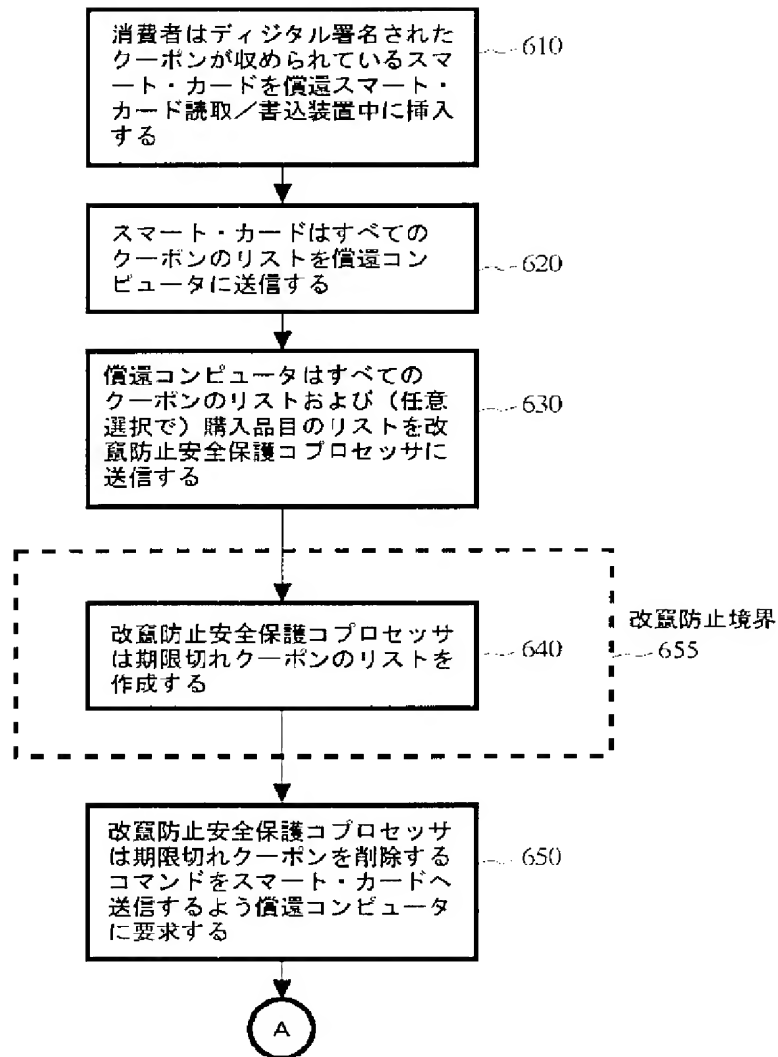 消費者はディジタル署名された
クーポンが収められているスマ
ート・カードを償還スマート・
カード読取／書込装置中に挿入
する
610
スマート・カードはすべての
クーポンのリストを償還コン
ピュータに送信する
620
償還コンピュータはすべての
クーポンのリストおよび（任意
選択で）購入品目のリストを改
竄防止安全保護コプロセッサに
送信する
630
改竄防止境界
655
改竄防止安全保護コプロセッサ
は期限切れクーポンのリストを
作成する
640
改竄防止安全保護コプロセッサ
は期限切れクーポンを削除する
コマンドをスマート・カードへ
送信するよう償還コンピュータ
に要求する
650
A